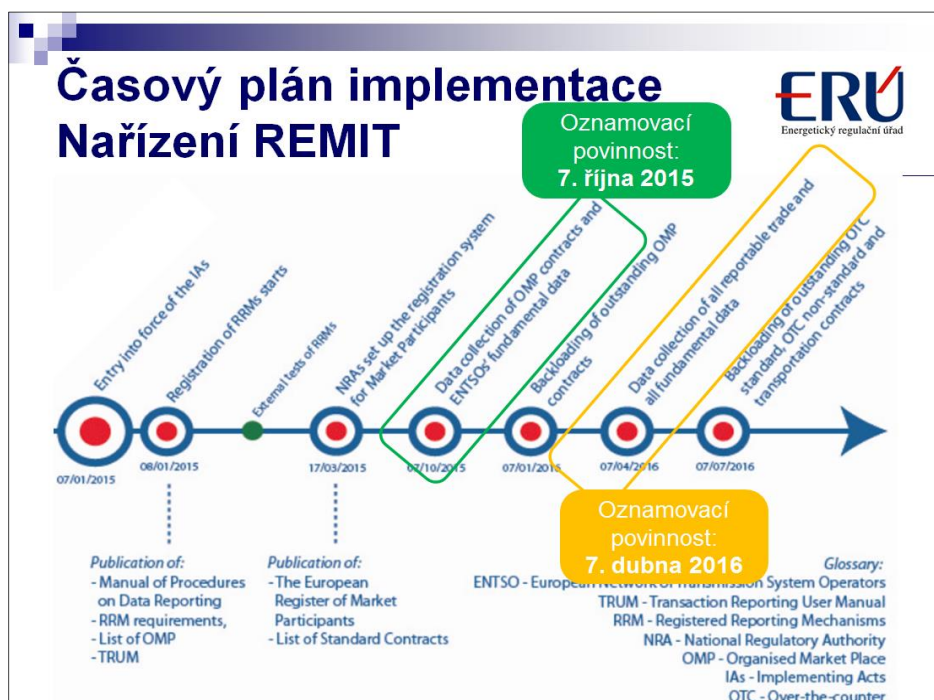 Časový plán implementace
Nařízení REMIT
ERÚ
Energetický regulační úřad
Oznamovací
povinnost:
7. října 2015
Entry into force of the IAs
Registration of RRMs starts
External tests of RRMs
NRAs set up the registration system
for Market Participants
Data collection of OMP contracts and
ENTSOs' fundamental data
Backloading of outstanding OMP
contracts
Data collection of all reportable trade and
all fundamental data
Backloading of outstanding OTC
standard, OTC non-standard and
transportation contracts
07/01/2015
08/01/2015
17/03/2015
07/10/2015
07/01/2016
07/04/2016
07/07/2016
Oznamovací
povinnost:
7. dubna 2016
Publication of:
- Manual of Procedures
on Data Reporting
- RRM requirements,
- List of OMP
- TRUM
Publication of:
- The European
Register of Market
Participants
- List of Standard Contracts
Glossary:
ENTSO - European Network of Transmission System Operators
TRUM - Transaction Reporting User Manual
RRM - Registered Reporting Mechanisms
NRA - National Regulatory Authority
OMP - Organised Market Place
IAs - Implementing Acts
OTC - Over-the-counter